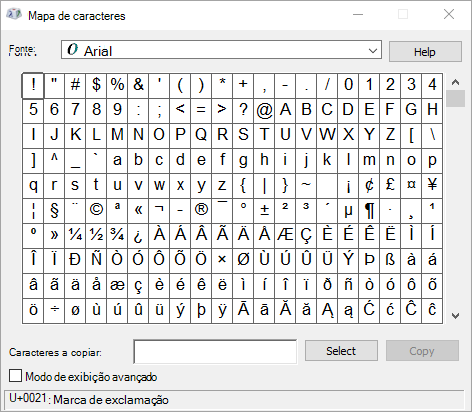 Mapa de caracteres
Fonte:
Arial
Help
! " # $ % & ' ( ) * + , - . / 0 1 2 3 4
5 6 7 8 9 : ; < = > ? @ A B C D E F G H
I J K L M N O P Q R S T U V W X Y Z [ \
] ^ _ ` a b c d e f g h i j k l m n o p
q r s t u v w x y z { | } ~ ¡ ¢ £ ¤ ¥
¦ § ¨ © ª « ¬ - ® ¯ ° ± ² ³ ´ µ ¶ · ¸ ¹
º » ¼ ½ ¾ ¿ À Á Â Ã Ä Å Æ Ç È É Ê Ë Ì Í
Î Ï Ð Ñ Ò Ó Ô Õ Ö × Ø Ù Ú Û Ü Ý Þ ß à á
â ã ä å æ ç è é ê ë ì í î ï ð ñ ò ó ô õ
ö ÷ ø ù ú û ü ý þ ÿ Ā ā Ă ă Ą ą Ć ć Ĉ ĉ
Caracteres a copiar:
Select
Copy
Modo de exibição avançado
U+0021: Marca de exclamação